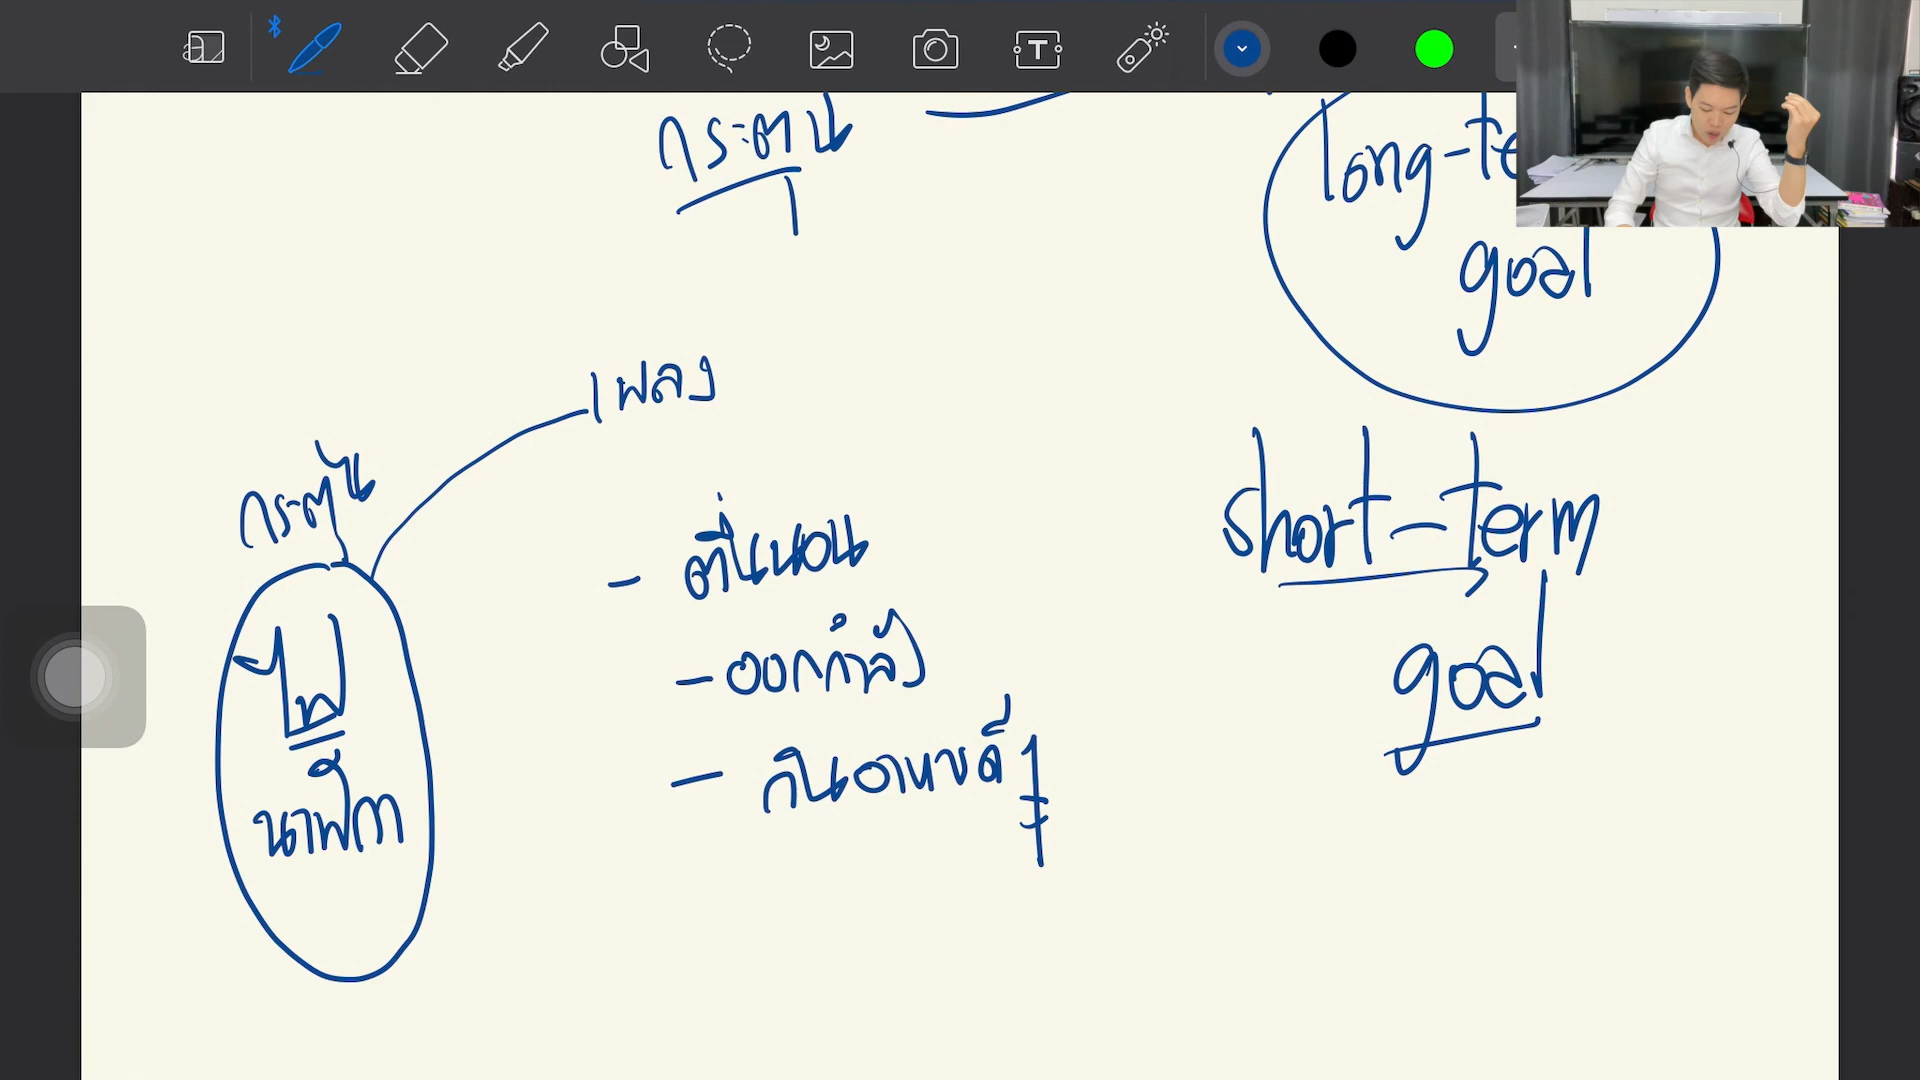 กระตุ้น
long-te
goal
เพลง
กระตุ้น
ไฟ
นาฬิกา
- ตื่นนอน
- ออกกำลัง
- กินอาหารดี ๆ
short-term
goal